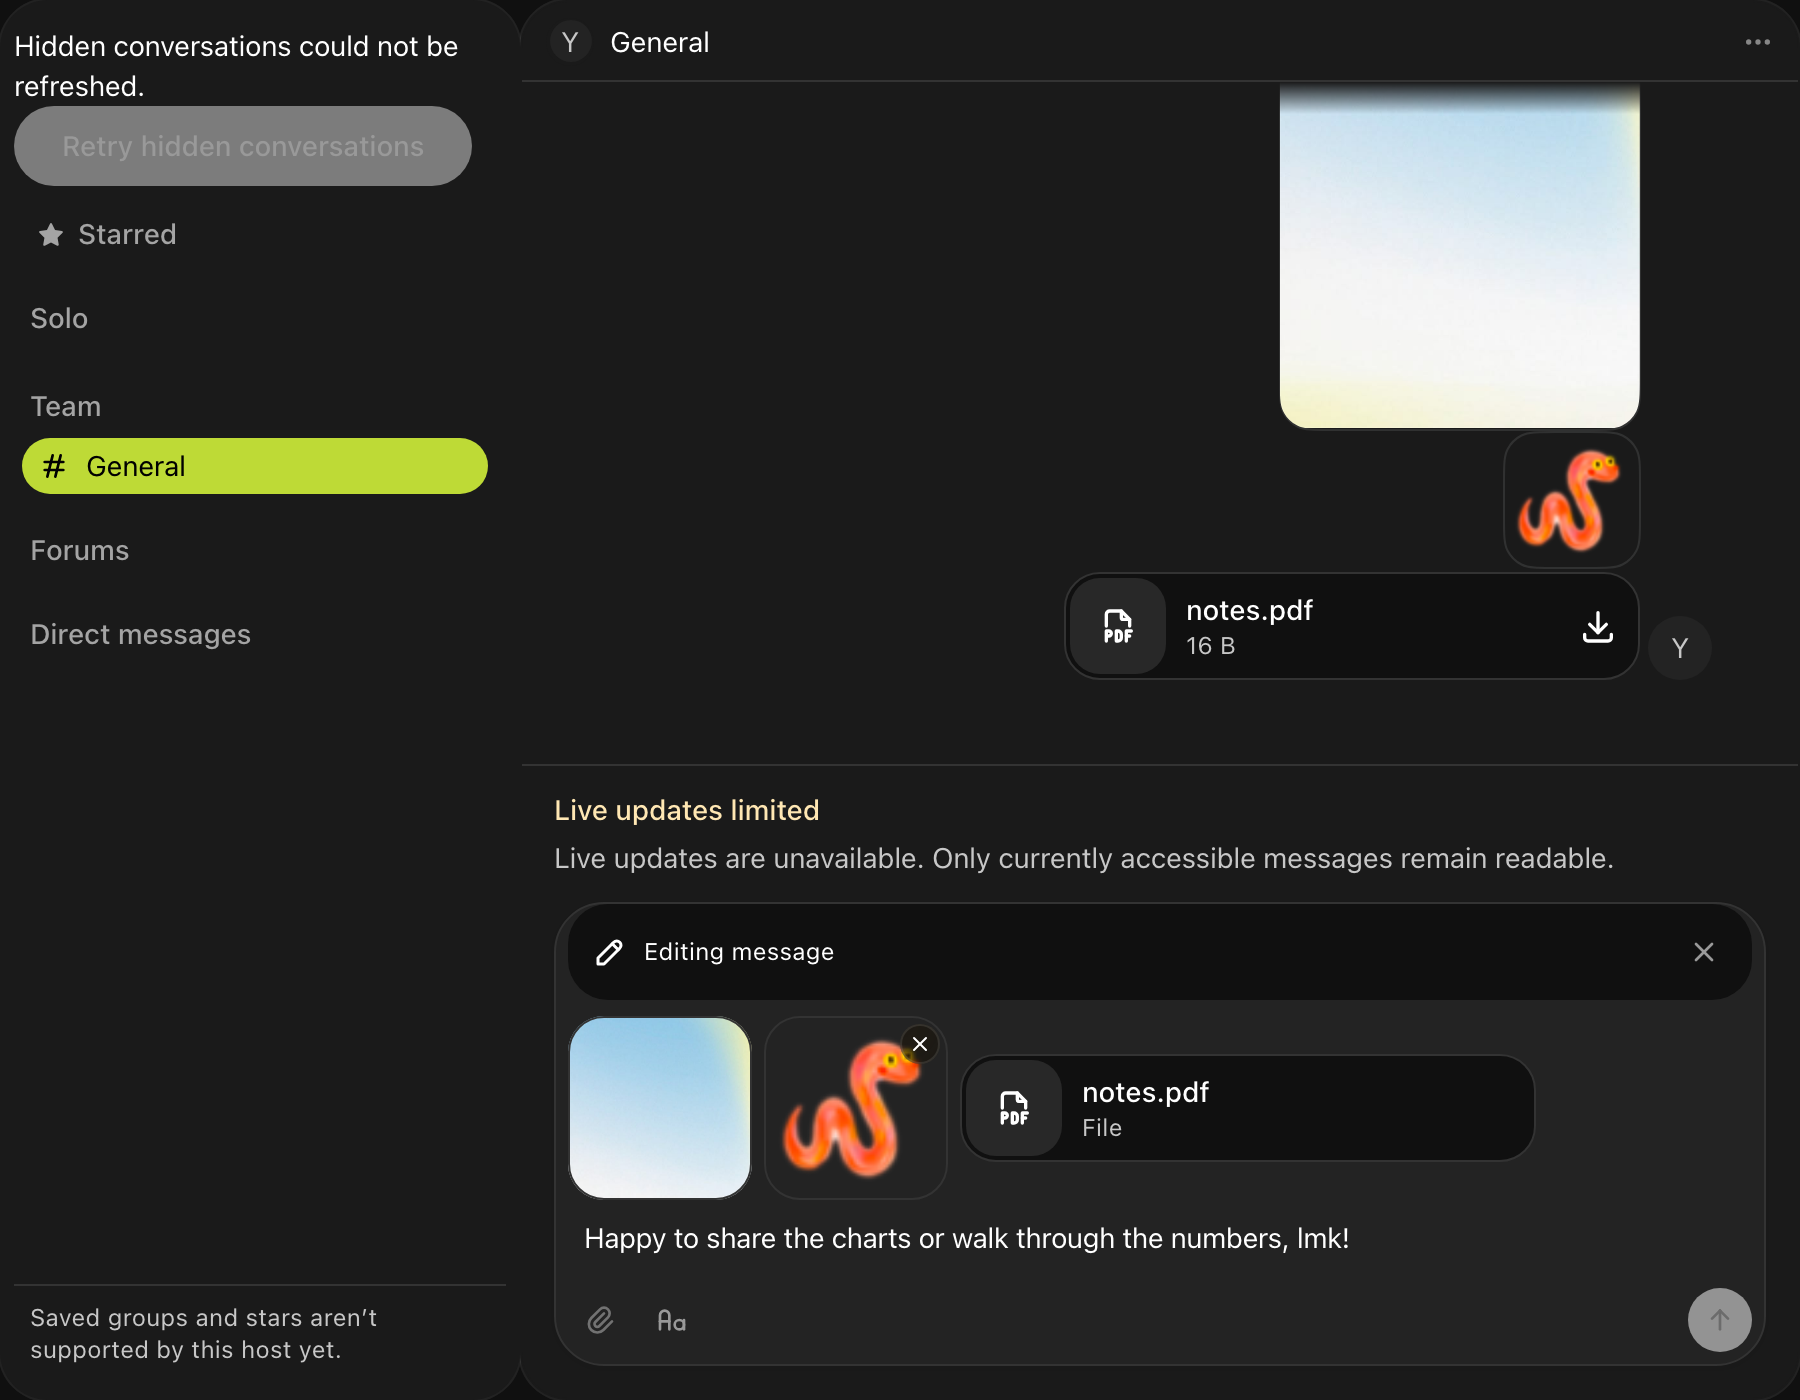 Hidden conversations could not be
refreshed.
Retry hidden conversations
Starred
Solo
Team
# General
Forums
Direct messages
Saved groups and stars aren’t
supported by this host yet.
Y General
PDF
notes.pdf
16 B
Y
Live updates limited
Live updates are unavailable. Only currently accessible messages remain readable.
Editing message
PDF
notes.pdf
File
Happy to share the charts or walk through the numbers, lmk!
Aa